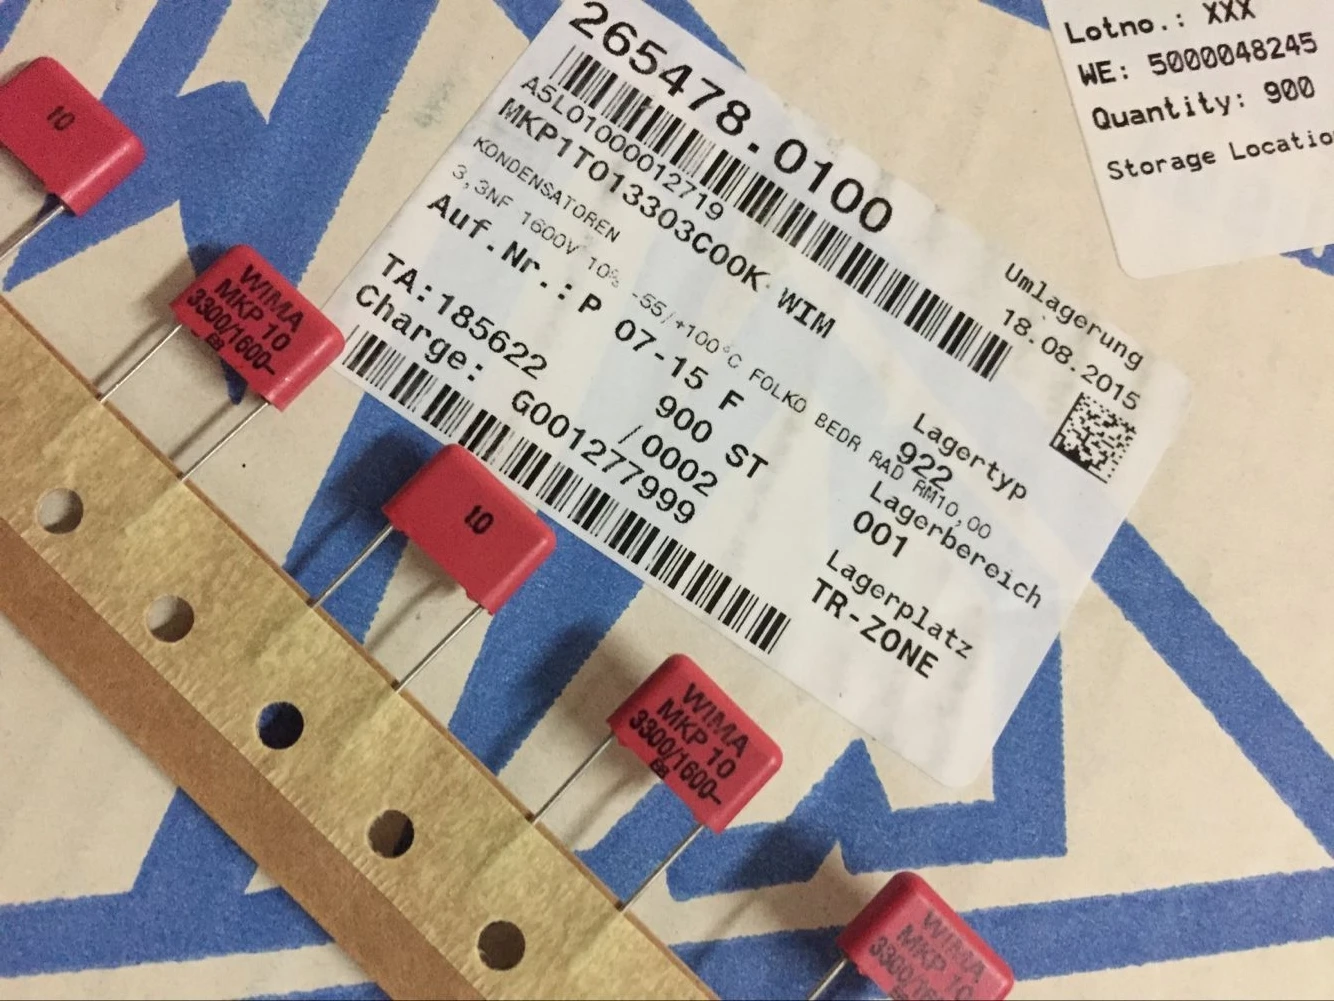 265478.0100
A5L01000012719
MKP1T013303C00K WIM
KONDENSATOREN
3,3NF 1600V 10% -55/+100°C FOLKO BEDR RAD RM10,00
Auf.Nr.: P 07-15 F
900 ST
TA:185622 /0002
Charge: G001277999
Umlagerung
18.08.2015
Lagertyp
922
Lagerbereich
001
Lagerplatz
TR-ZONE
Lotno.: XXX
WE: 5000048245
Quantity: 900
Storage Locatio
10
WIMA
MKP 10
3300/1600~
10
WIMA
MKP 10
3300/1600~
WIMA
MKP 10
3300/16